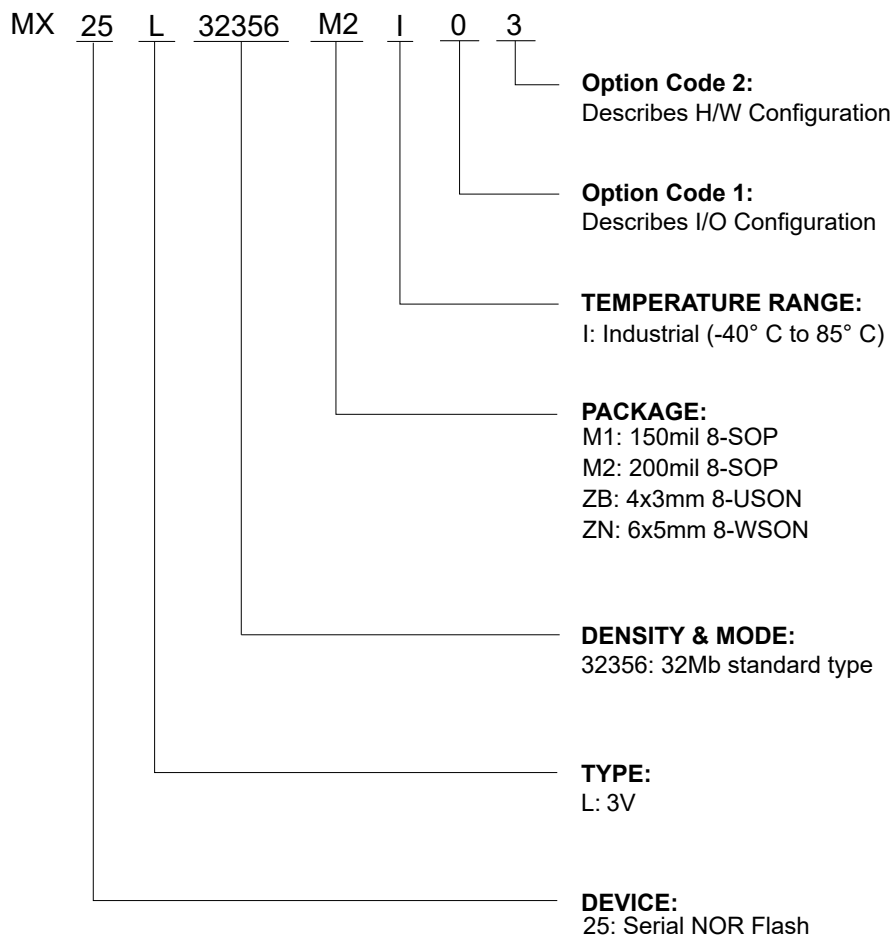 MX 25 L 32356 M2 I 0 3
Option Code 2:
Describes H/W Configuration
Option Code 1:
Describes I/O Configuration
TEMPERATURE RANGE:
I: Industrial (-40° C to 85° C)
PACKAGE:
M1: 150mil 8-SOP
M2: 200mil 8-SOP
ZB: 4x3mm 8-USON
ZN: 6x5mm 8-WSON
DENSITY & MODE:
32356: 32Mb standard type
TYPE:
L: 3V
DEVICE:
25: Serial NOR Flash